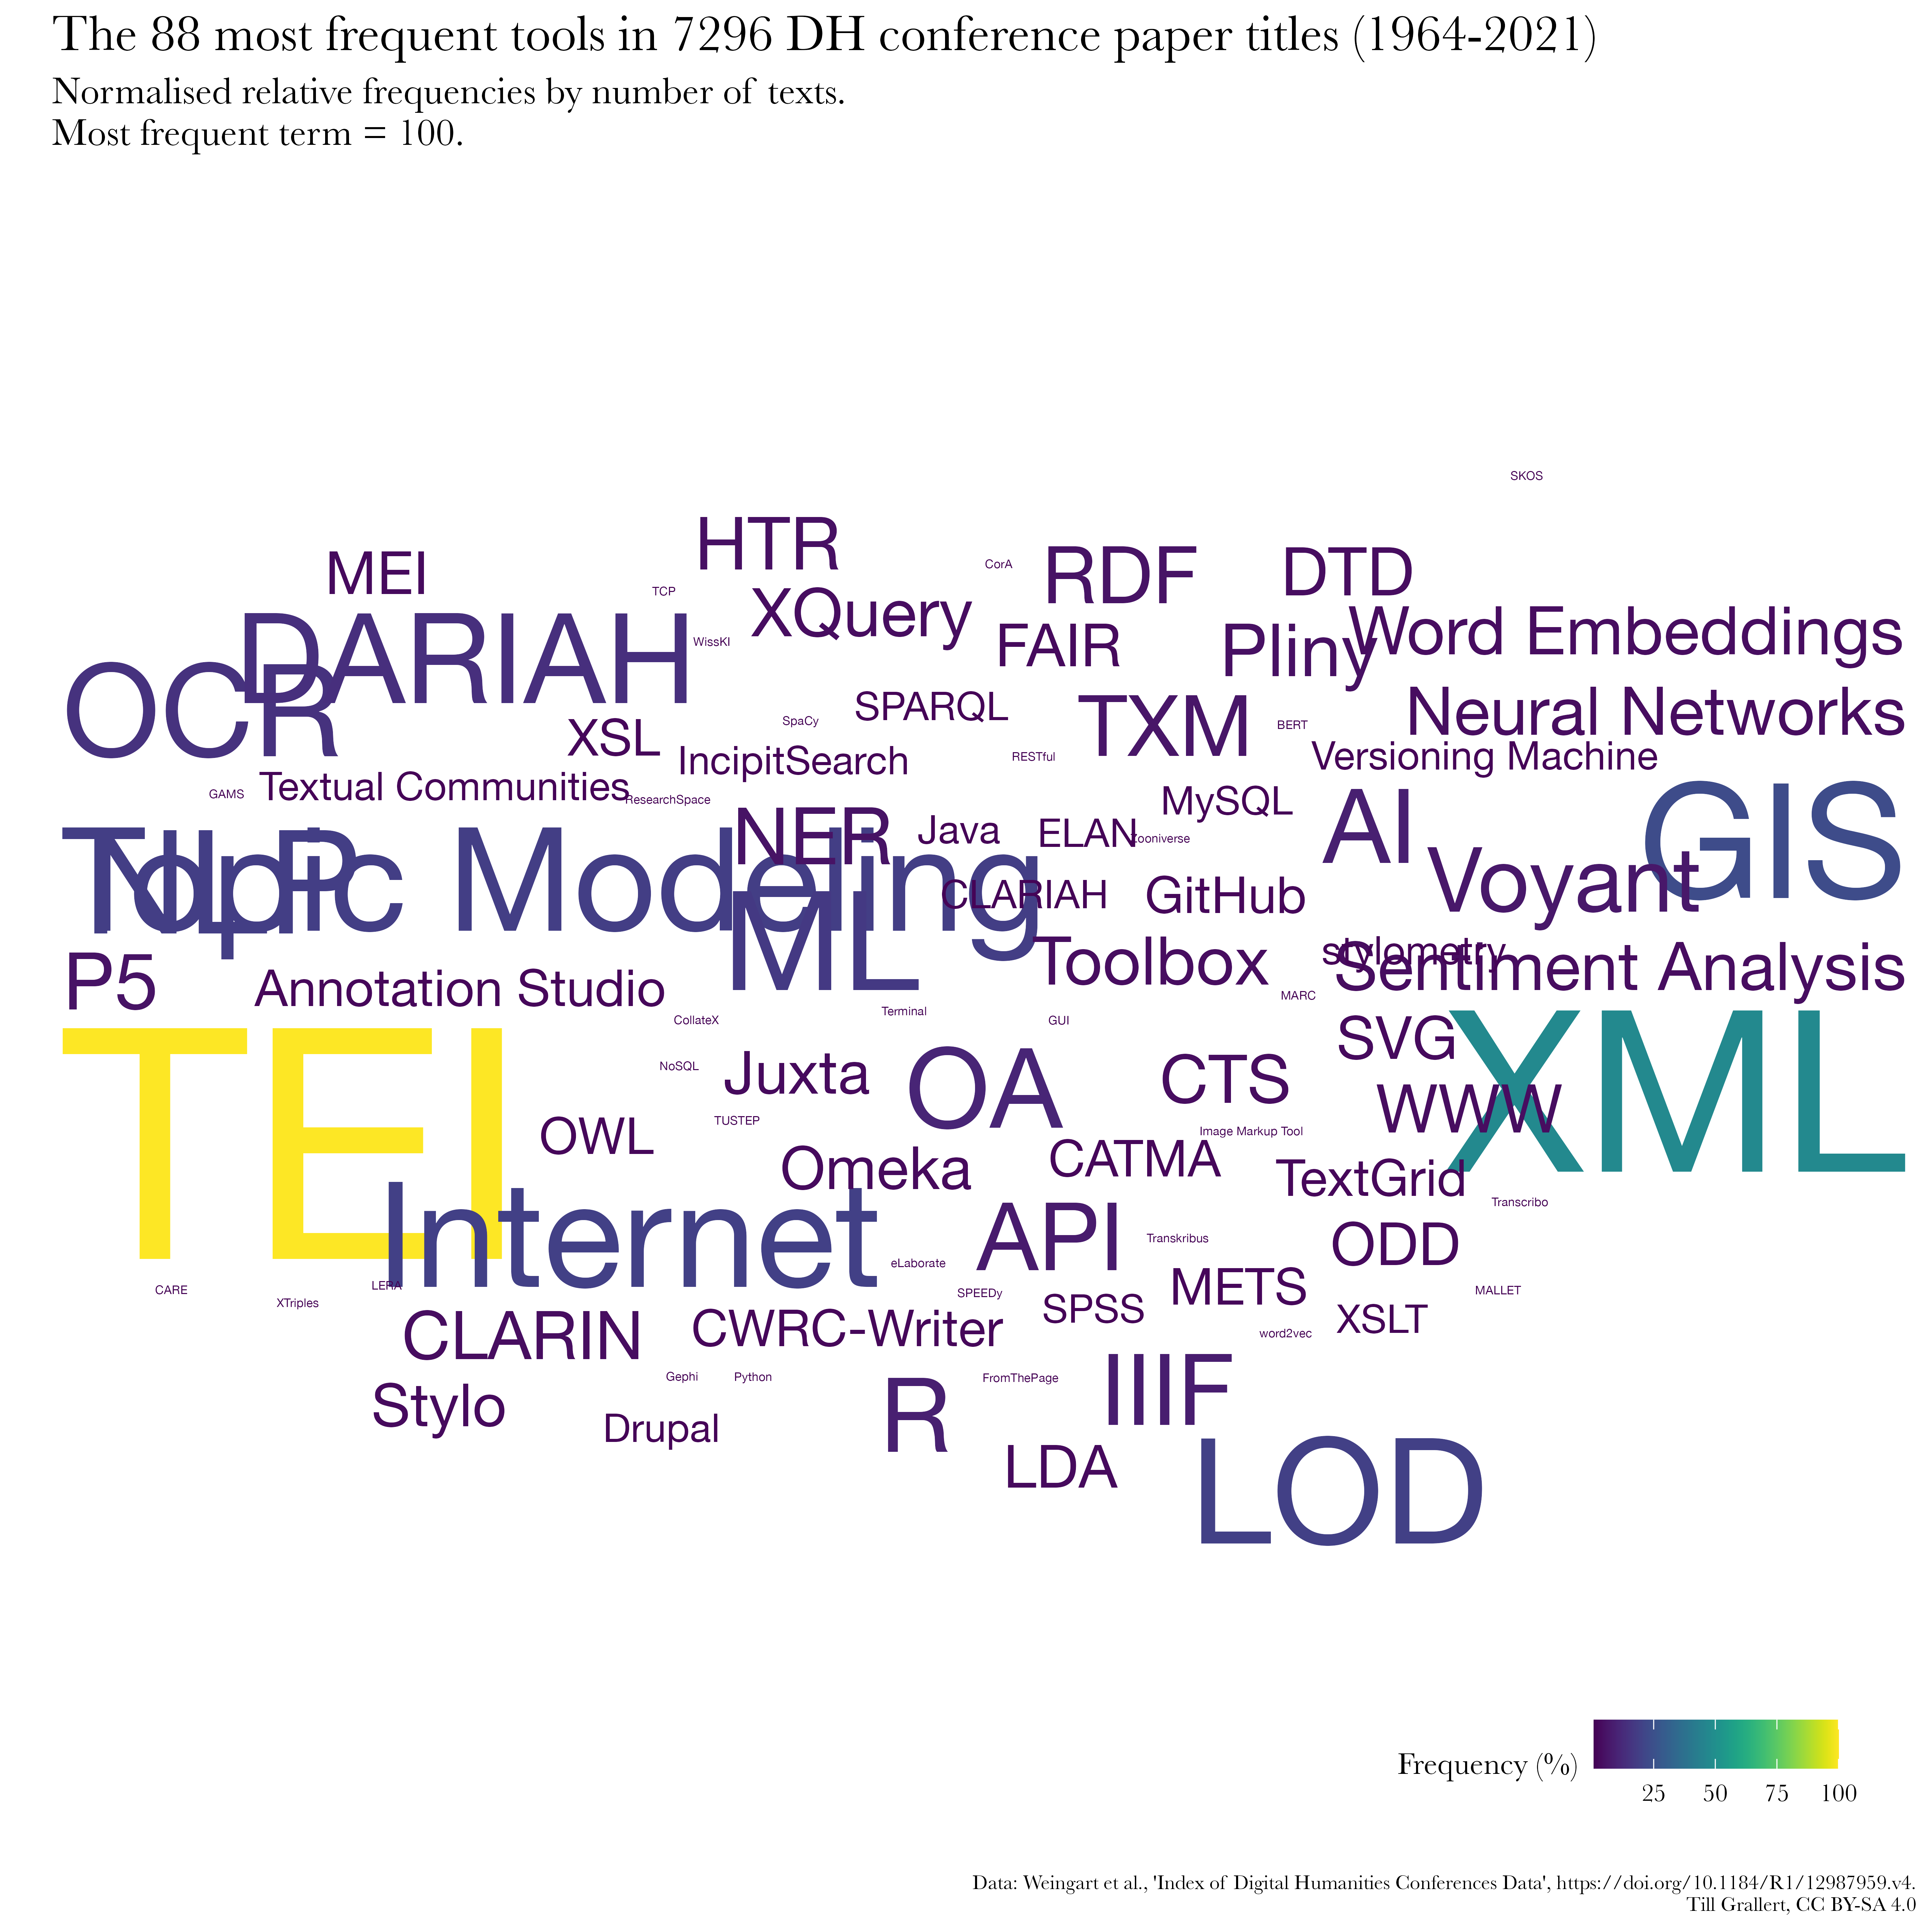 The 88 most frequent tools in 7296 DH conference paper titles (1964-2021)
Normalised relative frequencies by number of texts.
Most frequent term = 100.
SKOS
HTR
MEI
CorA
RDF
DTD
TCP
XQuery
DARIAH
WissKI
FAIR
Pliny
Word Embeddings
OCR
SPARQL
SpaCy
TXM
BERT
Neural Networks
XSL
IncipitSearch
RESTful
Versioning Machine
GAMS
Textual Communities
ResearchSpace
MySQL
NER
Java
ELAN
Zooniverse
AI
GIS
Topic Modeling
NLP
CLARIAH
GitHub
Voyant
ML
P5
Annotation Studio
Toolbox
stylometry
Sentiment Analysis
MARC
Terminal
CollateX
GUI
SVG
TEI
NoSQL
Juxta
OA
CTS
XML
WWW
TUSTEP
OWL
Image Markup Tool
Omeka
CATMA
TextGrid
Transcribo
Internet
API
Transkribus
ODD
eLaborate
CARE
LERA
XTriples
SPEEDy
METS
MALLET
CLARIN
CWRC-Writer
SPSS
word2vec
XSLT
Gephi
Python
FromThePage
IIIF
Stylo
Drupal
R
LDA
LOD
Frequency (%)
25 50 75 100
Data: Weingart et al., 'Index of Digital Humanities Conferences Data', https://doi.org/10.1184/R1/12987959.v4.
Till Grallert, CC BY-SA 4.0